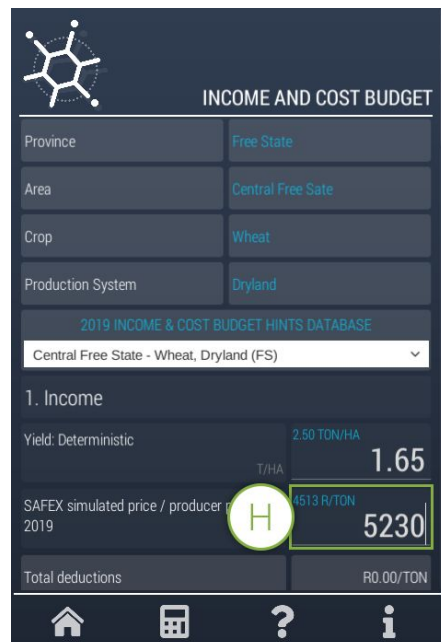 INCOME AND COST BUDGET
Province Free State
Area Central Free Sate
Crop Wheat
Production System Dryland
2019 INCOME & COST BUDGET HINTS DATABASE
Central Free State - Wheat, Dryland (FS)
1. Income
Yield: Deterministic 2.50 TON/HA
T/HA 1.65
SAFEX simulated price / producer 4513 R/TON
2019 H 5230
Total deductions R0.00/TON
? i